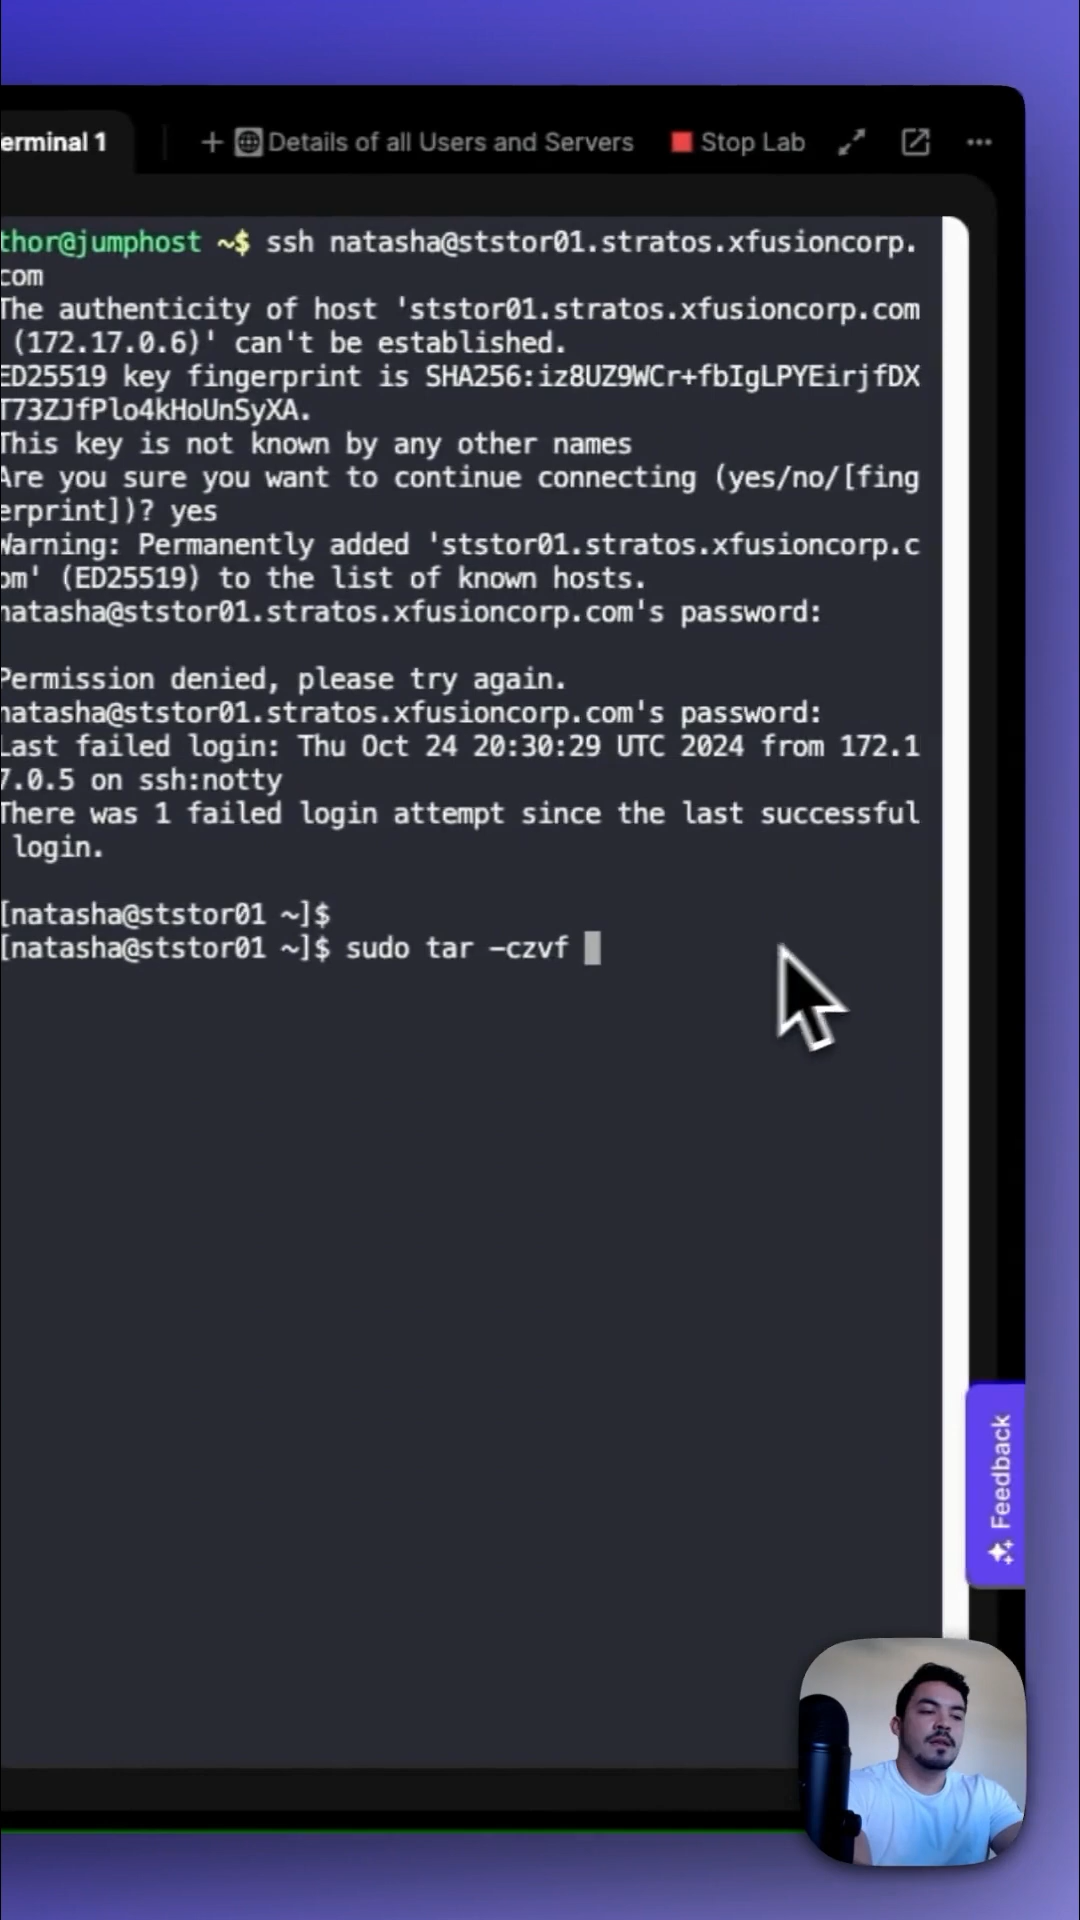 erminal 1
+ Details of all Users and Servers Stop Lab
thor@jumphost ~$ ssh natasha@ststor01.stratos.xfusioncorp.
com
The authenticity of host 'ststor01.stratos.xfusioncorp.com
(172.17.0.6)' can't be established.
ED25519 key fingerprint is SHA256:iz8UZ9WCr+fbIgLPYEirjfDX
T73ZJfPlo4kHoUnSyXA.
This key is not known by any other names
Are you sure you want to continue connecting (yes/no/[fing
erprint])? yes
Warning: Permanently added 'ststor01.stratos.xfusioncorp.c
om' (ED25519) to the list of known hosts.
natasha@ststor01.stratos.xfusioncorp.com's password:
Permission denied, please try again.
natasha@ststor01.stratos.xfusioncorp.com's password:
Last failed login: Thu Oct 24 20:30:29 UTC 2024 from 172.1
7.0.5 on ssh:notty
There was 1 failed login attempt since the last successful
login.
[natasha@ststor01 ~]$
[natasha@ststor01 ~]$ sudo tar -czvf
Feedback